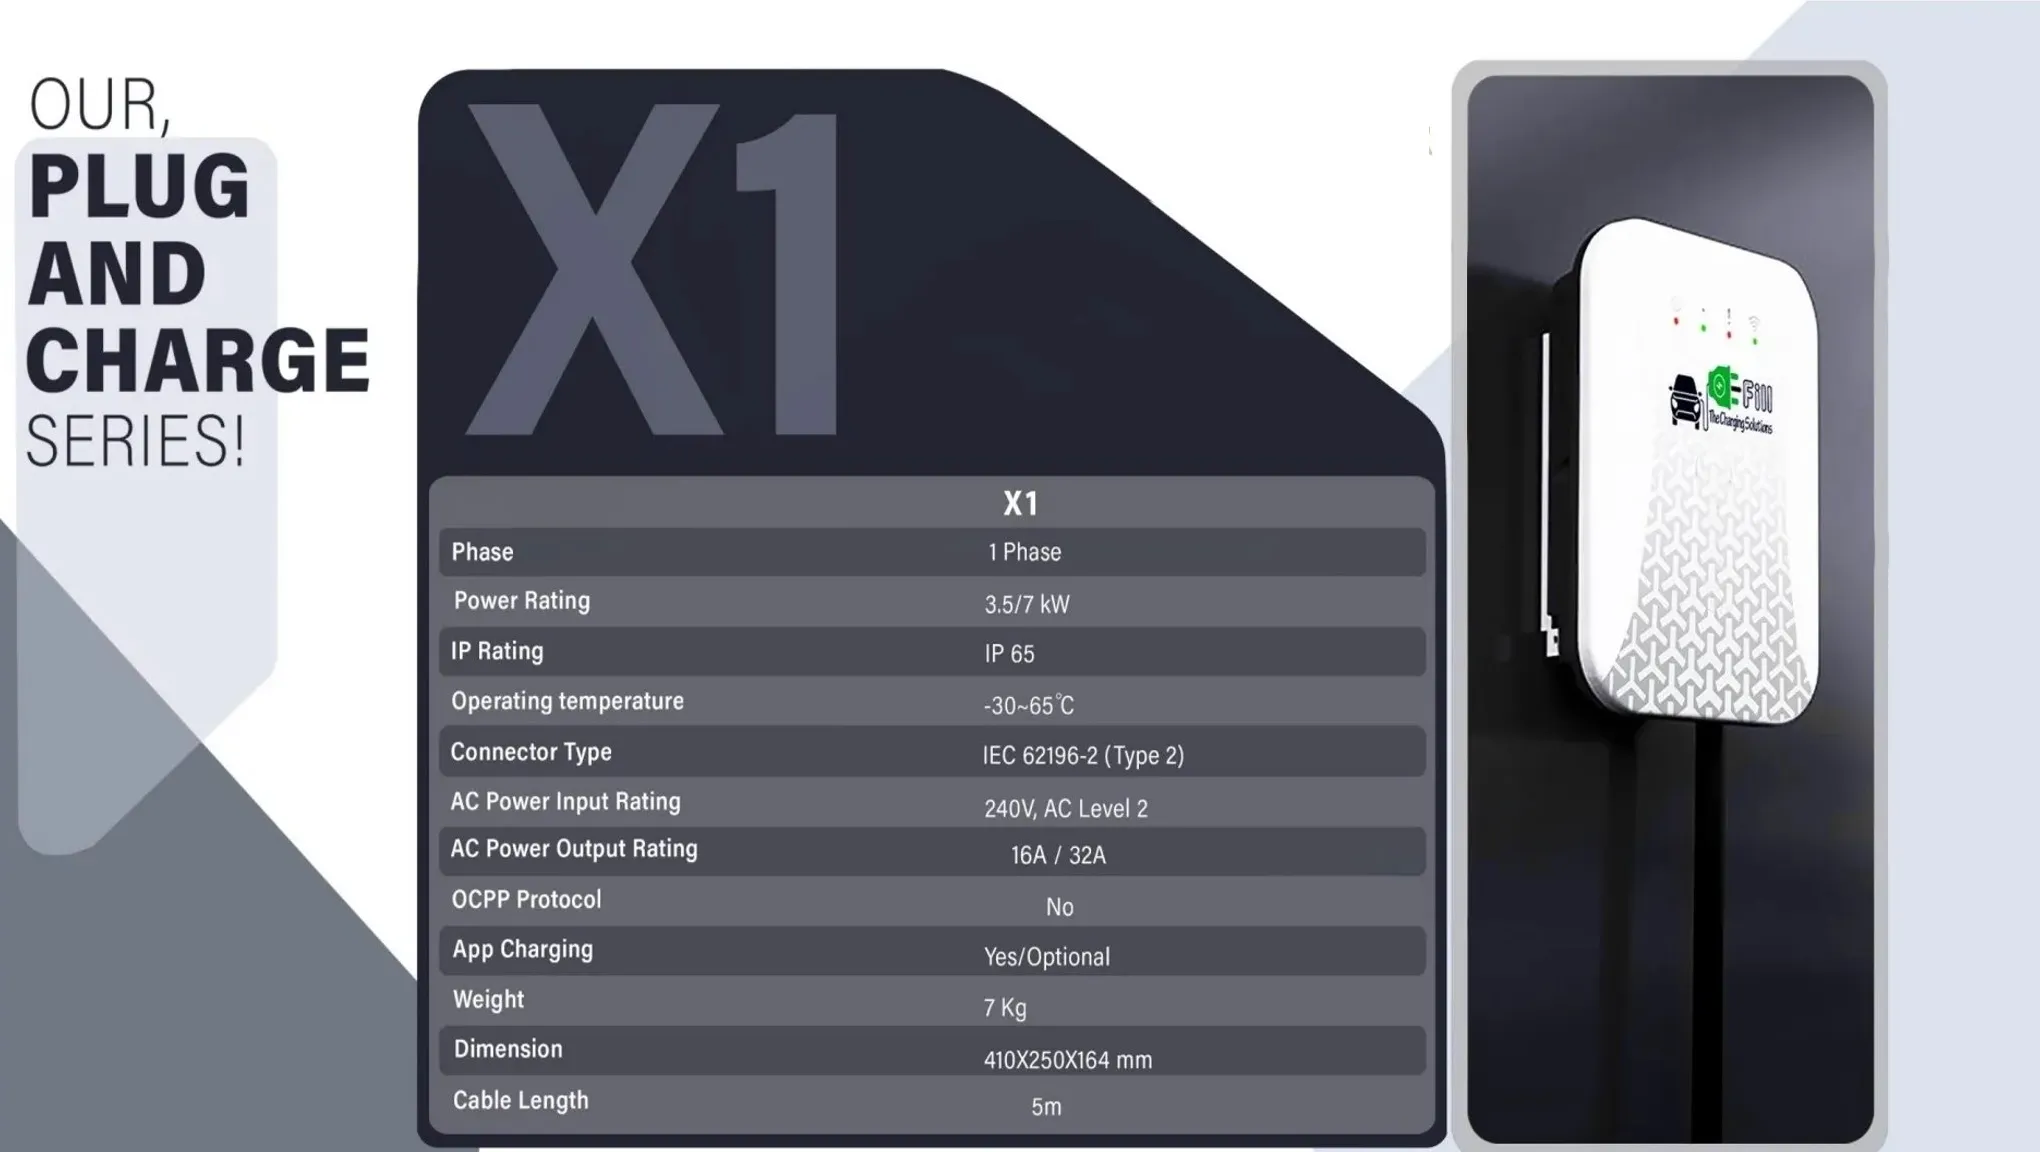 OUR,
PLUG
AND
CHARGE
SERIES!
X1
X1
Phase 1 Phase
Power Rating 3.5/7 kW
IP Rating IP 65
Operating temperature -30~65℃
Connector Type IEC 62196-2 (Type 2)
AC Power Input Rating 240V, AC Level 2
AC Power Output Rating 16A / 32A
OCPP Protocol No
App Charging Yes/Optional
Weight 7 Kg
Dimension 410X250X164 mm
Cable Length 5m
EFill
The Charging Solutions